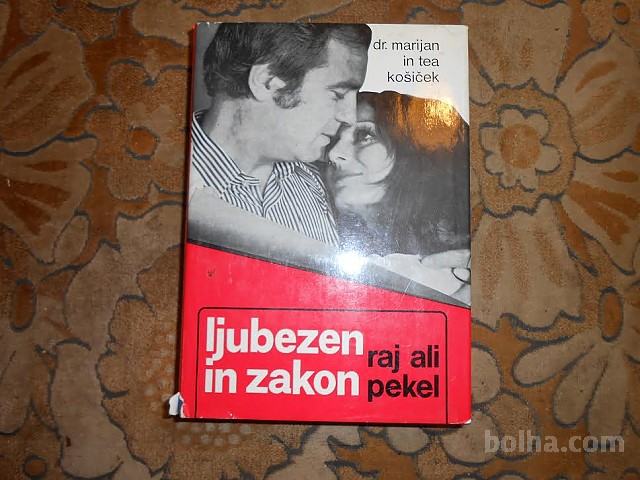 dr. marijan
in tea
košiček
ljubezen
in zakon
raj ali
pekel
bolha.com